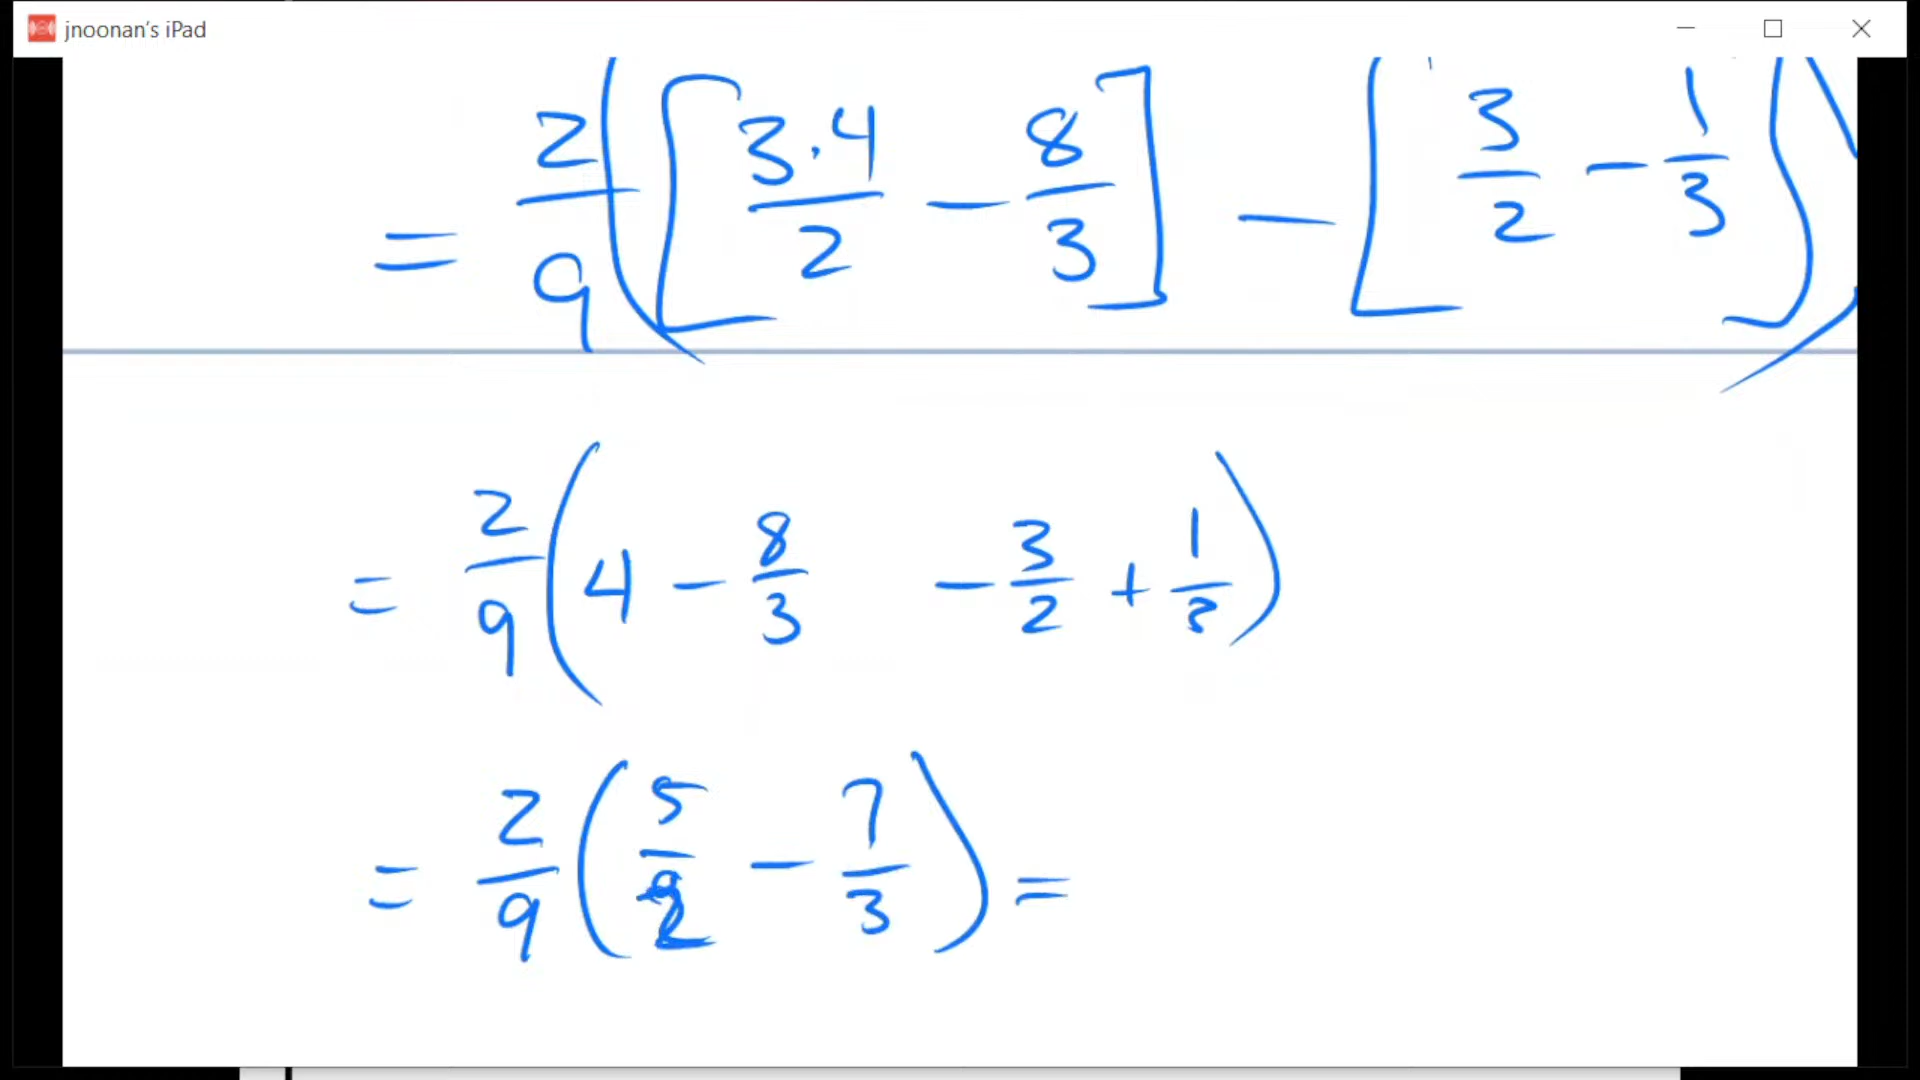 jnoonan's iPad
= 2/9 ( [ 3·4/2 − 8/3 ] − [ 3/2 − 1/3 ] )
= 2/9 ( 4 − 8/3 − 3/2 + 1/3 )
= 2/9 ( 5/2 − 7/3 ) =